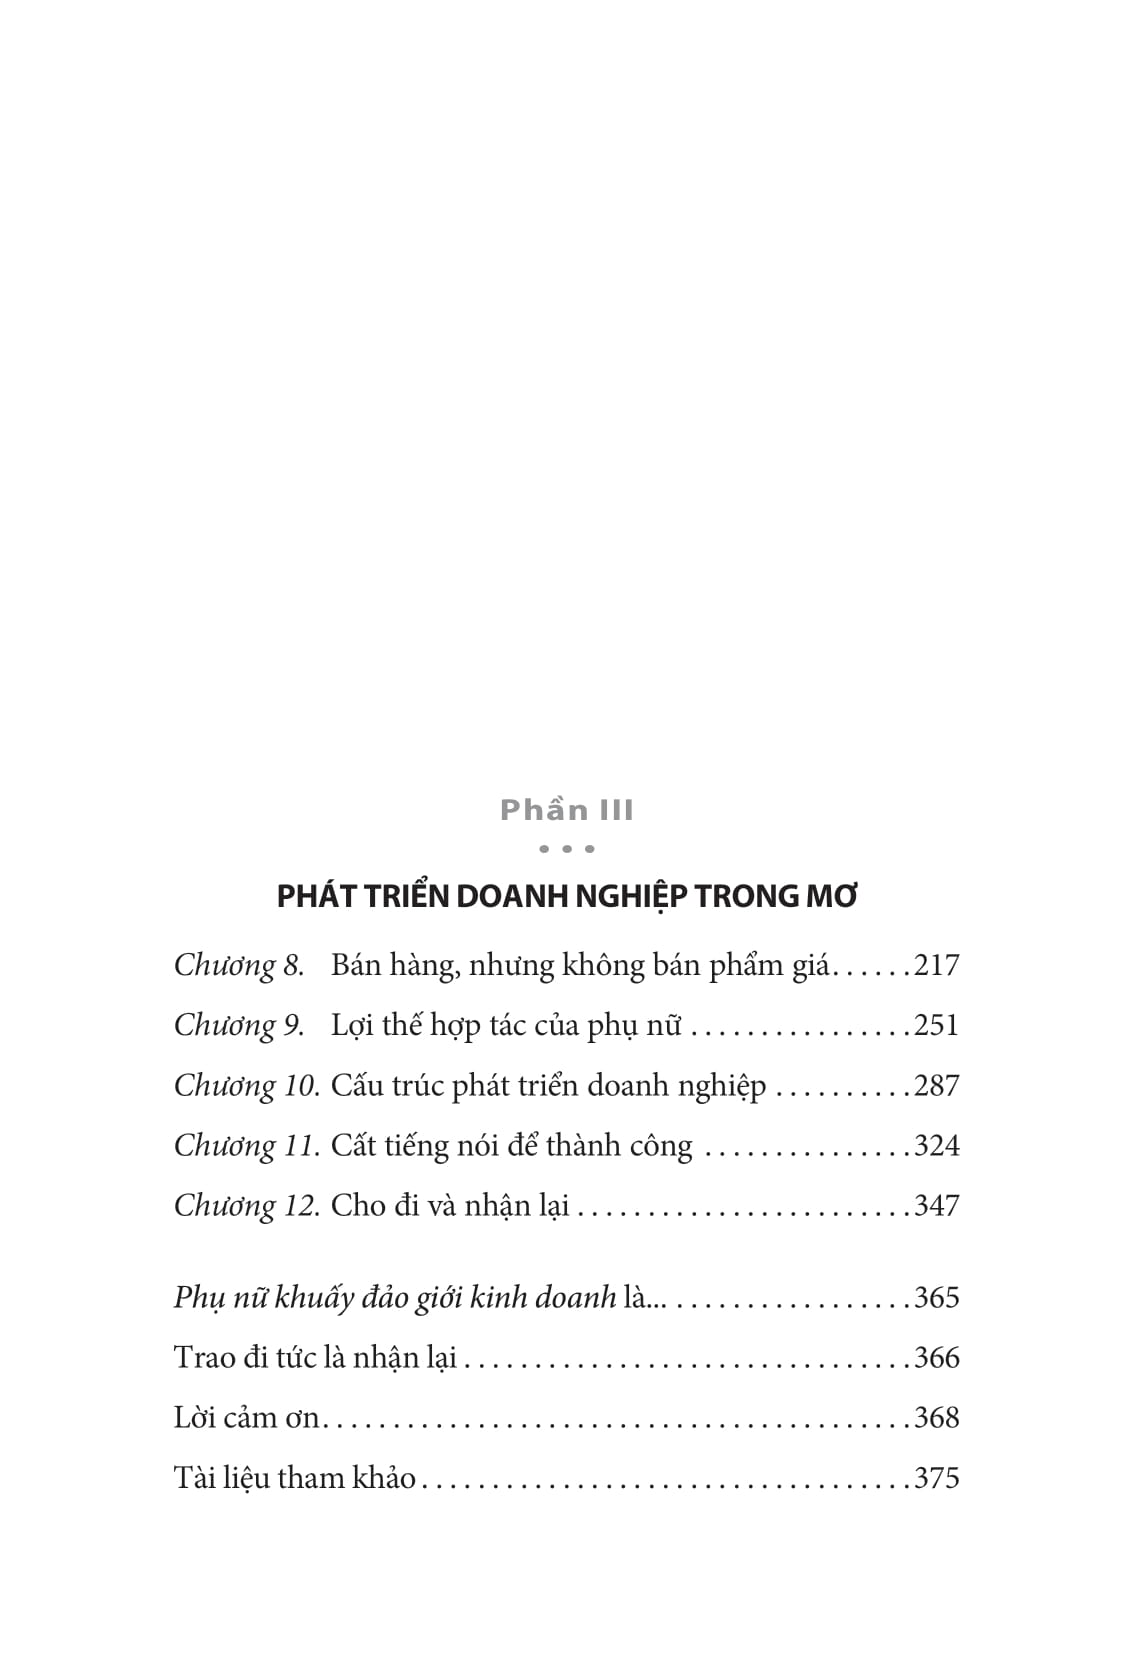 Phần III
• • •
PHÁT TRIỂN DOANH NGHIỆP TRONG MƠ
Chương 8. Bán hàng, nhưng không bán phẩm giá. . . . . .217
Chương 9. Lợi thế hợp tác của phụ nữ . . . . . . . . . . . . . . . .251
Chương 10. Cấu trúc phát triển doanh nghiệp . . . . . . . . . .287
Chương 11. Cất tiếng nói để thành công . . . . . . . . . . . . . . .324
Chương 12. Cho đi và nhận lại . . . . . . . . . . . . . . . . . . . . . . . .347
Phụ nữ khuấy đảo giới kinh doanh là... . . . . . . . . . . . . . . . . .365
Trao đi tức là nhận lại . . . . . . . . . . . . . . . . . . . . . . . . . . . . . . . .366
Lời cảm ơn. . . . . . . . . . . . . . . . . . . . . . . . . . . . . . . . . . . . . . . . . .368
Tài liệu tham khảo . . . . . . . . . . . . . . . . . . . . . . . . . . . . . . . . . . .375